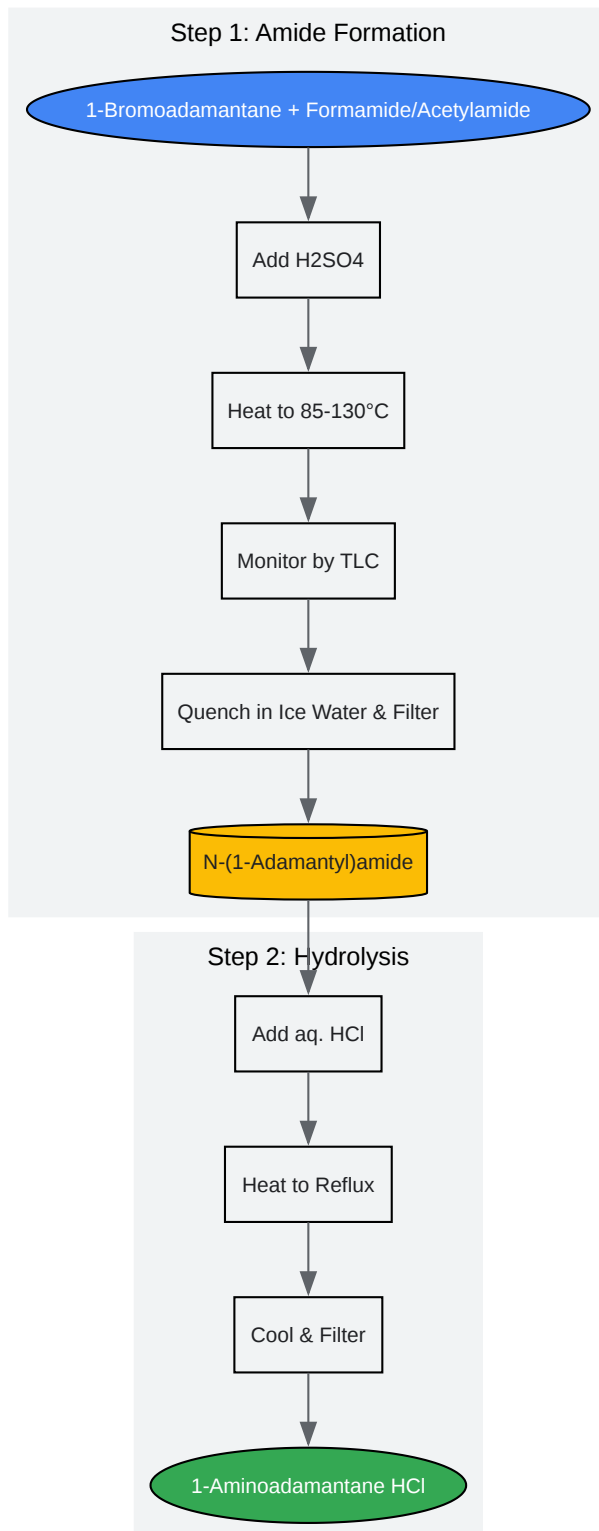 Step 1: Amide Formation
1-Bromoadamantane + Formamide/Acetylamide
Add H2SO4
Heat to 85-130°C
Monitor by TLC
Quench in Ice Water & Filter
N-(1-Adamantyl)amide
Step 2: Hydrolysis
Add aq. HCl
Heat to Reflux
Cool & Filter
1-Aminoadamantane HCl